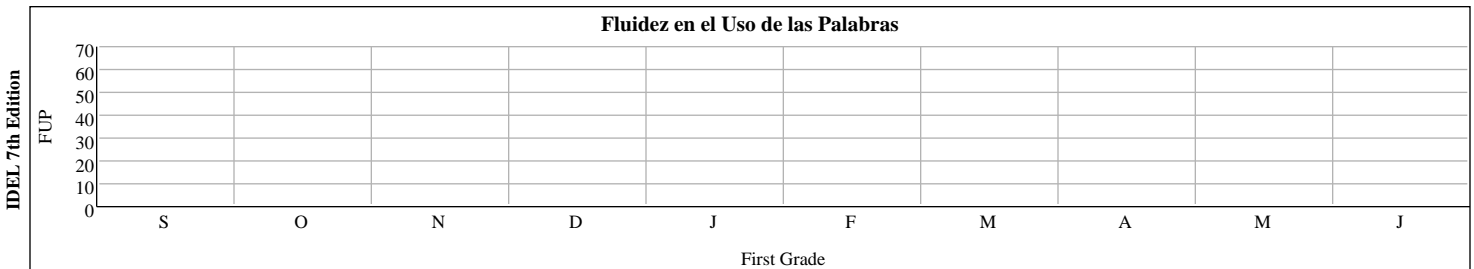 Fluidez en el Uso de las Palabras
IDEL 7th Edition
FUP
70
60
50
40
30
20
10
0
S O N D J F M A M J
First Grade